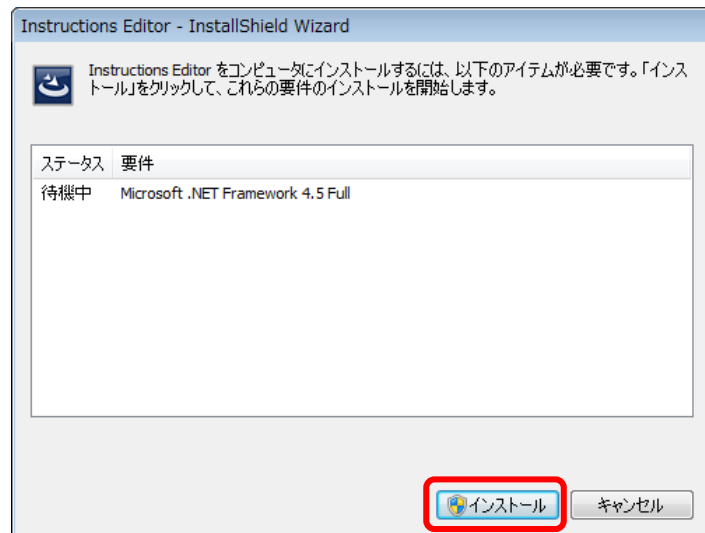 Instructions Editor - InstallShield Wizard
Instructions Editor をコンピュータにインストールするには、以下のアイテムが必要です。「インス
トール」をクリックして、これらの要件のインストールを開始します。
ステータス 要件
待機中 Microsoft .NET Framework 4.5 Full
インストール キャンセル